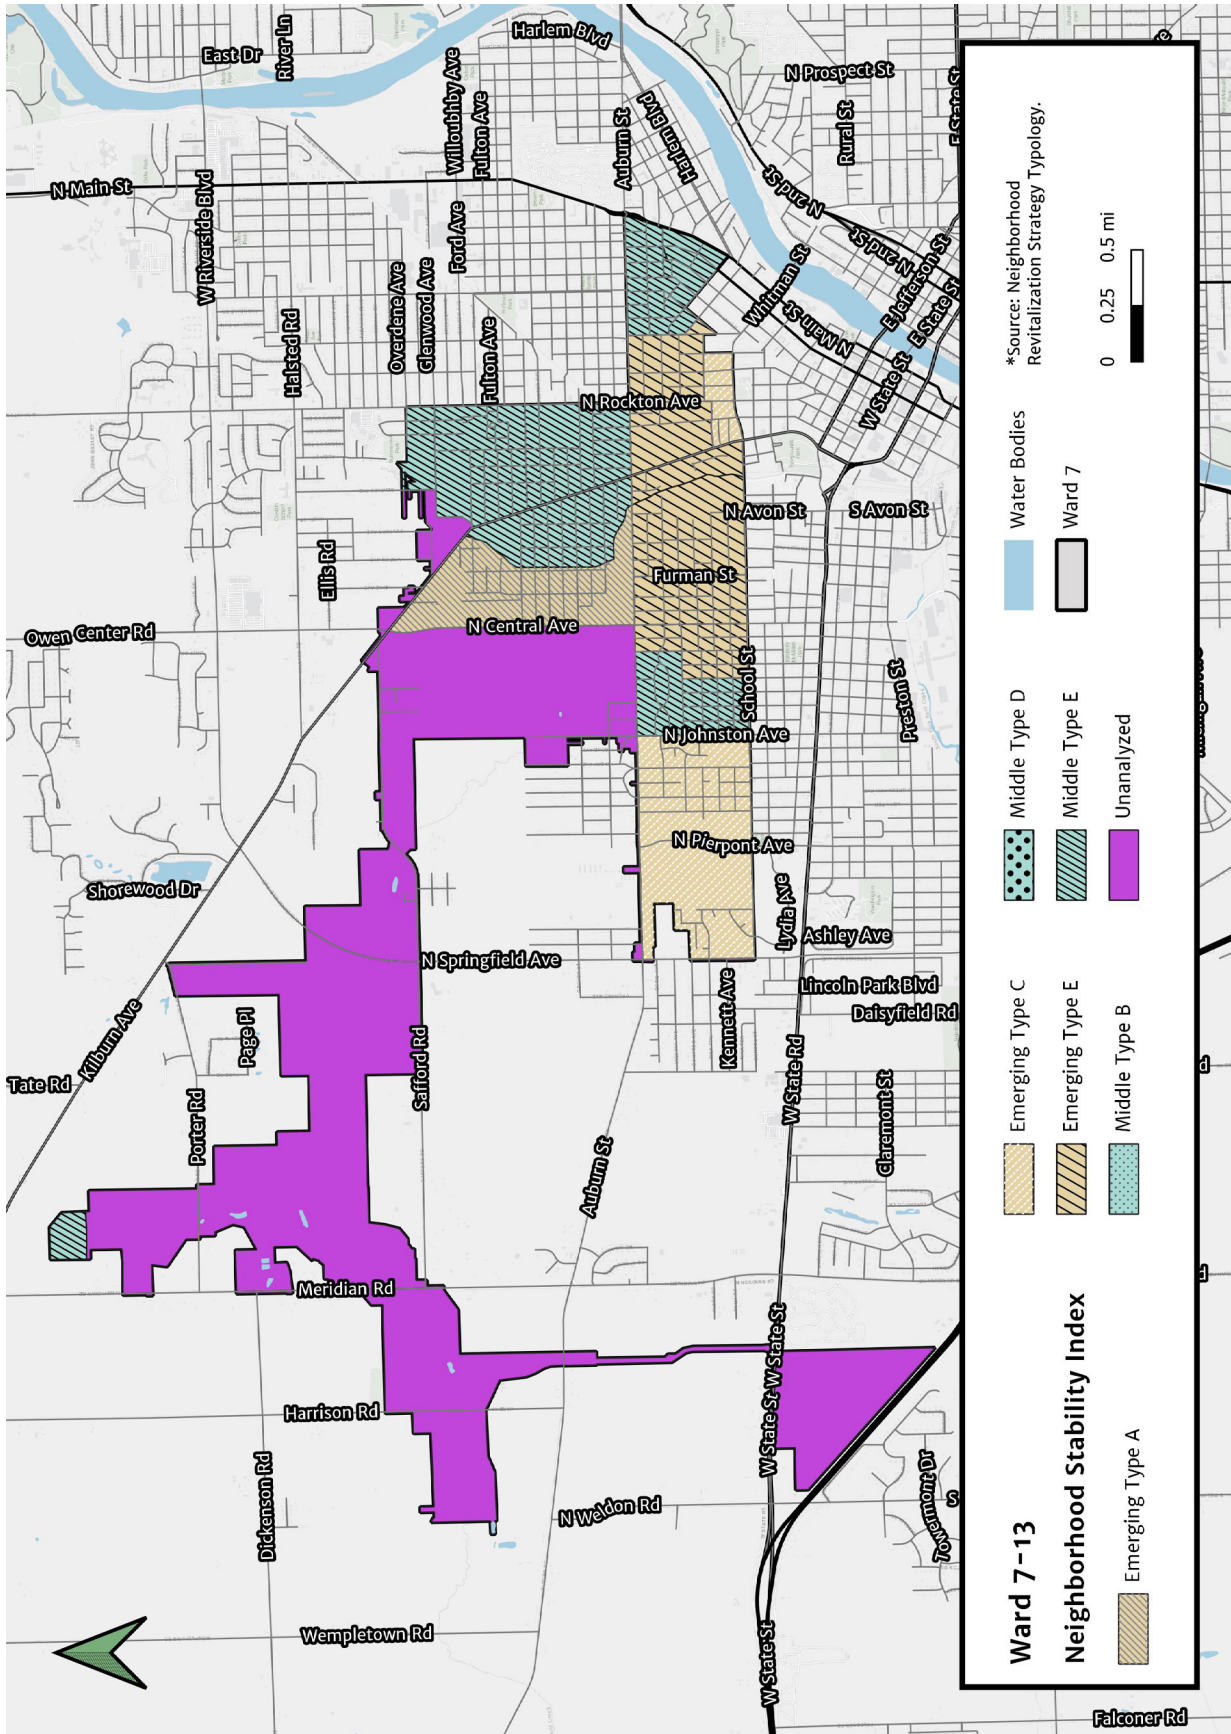 East Dr
River Ln
Harlem Blvd
N Main St
W Riverside Blvd
Willoubhby Ave
Fulton Ave
Auburn St
Harlem Blvd
N Prospect St
Rural St
E State St
N 2nd St
N 2nd St
Ford Ave
Overdene Ave
Glenwood Ave
Halsted Rd
Fulton Ave
Whitman St
N Main St
E Jefferson St
E State St
W State St
N Rockton Ave
N Avon St
S Avon St
Ellis Rd
Furman St
Owen Center Rd
N Central Ave
School St
Preston St
N Johnston Ave
N Pierpont Ave
Shorewood Dr
Lydia Ave
Ashley Ave
N Springfield Ave
Kennett Ave
Lincoln Park Blvd
Daisyfield Rd
Kilburn Ave
Page Pl
Tate Rd
Safford Rd
W State Rd
Porter Rd
Claremont St
Auburn St
Meridian Rd
W State St
W State St
Harrison Rd
Dickenson Rd
N Weldon Rd
Towermont Dr
Wempletown Rd
W State St
Falconer Rd
Ward 7-13
Neighborhood Stability Index
Emerging Type A
Emerging Type C
Emerging Type E
Middle Type B
Middle Type D
Middle Type E
Unanalyzed
Water Bodies
Ward 7
*Source: Neighborhood
Revitalization Strategy Typology.
0 0.25 0.5 mi